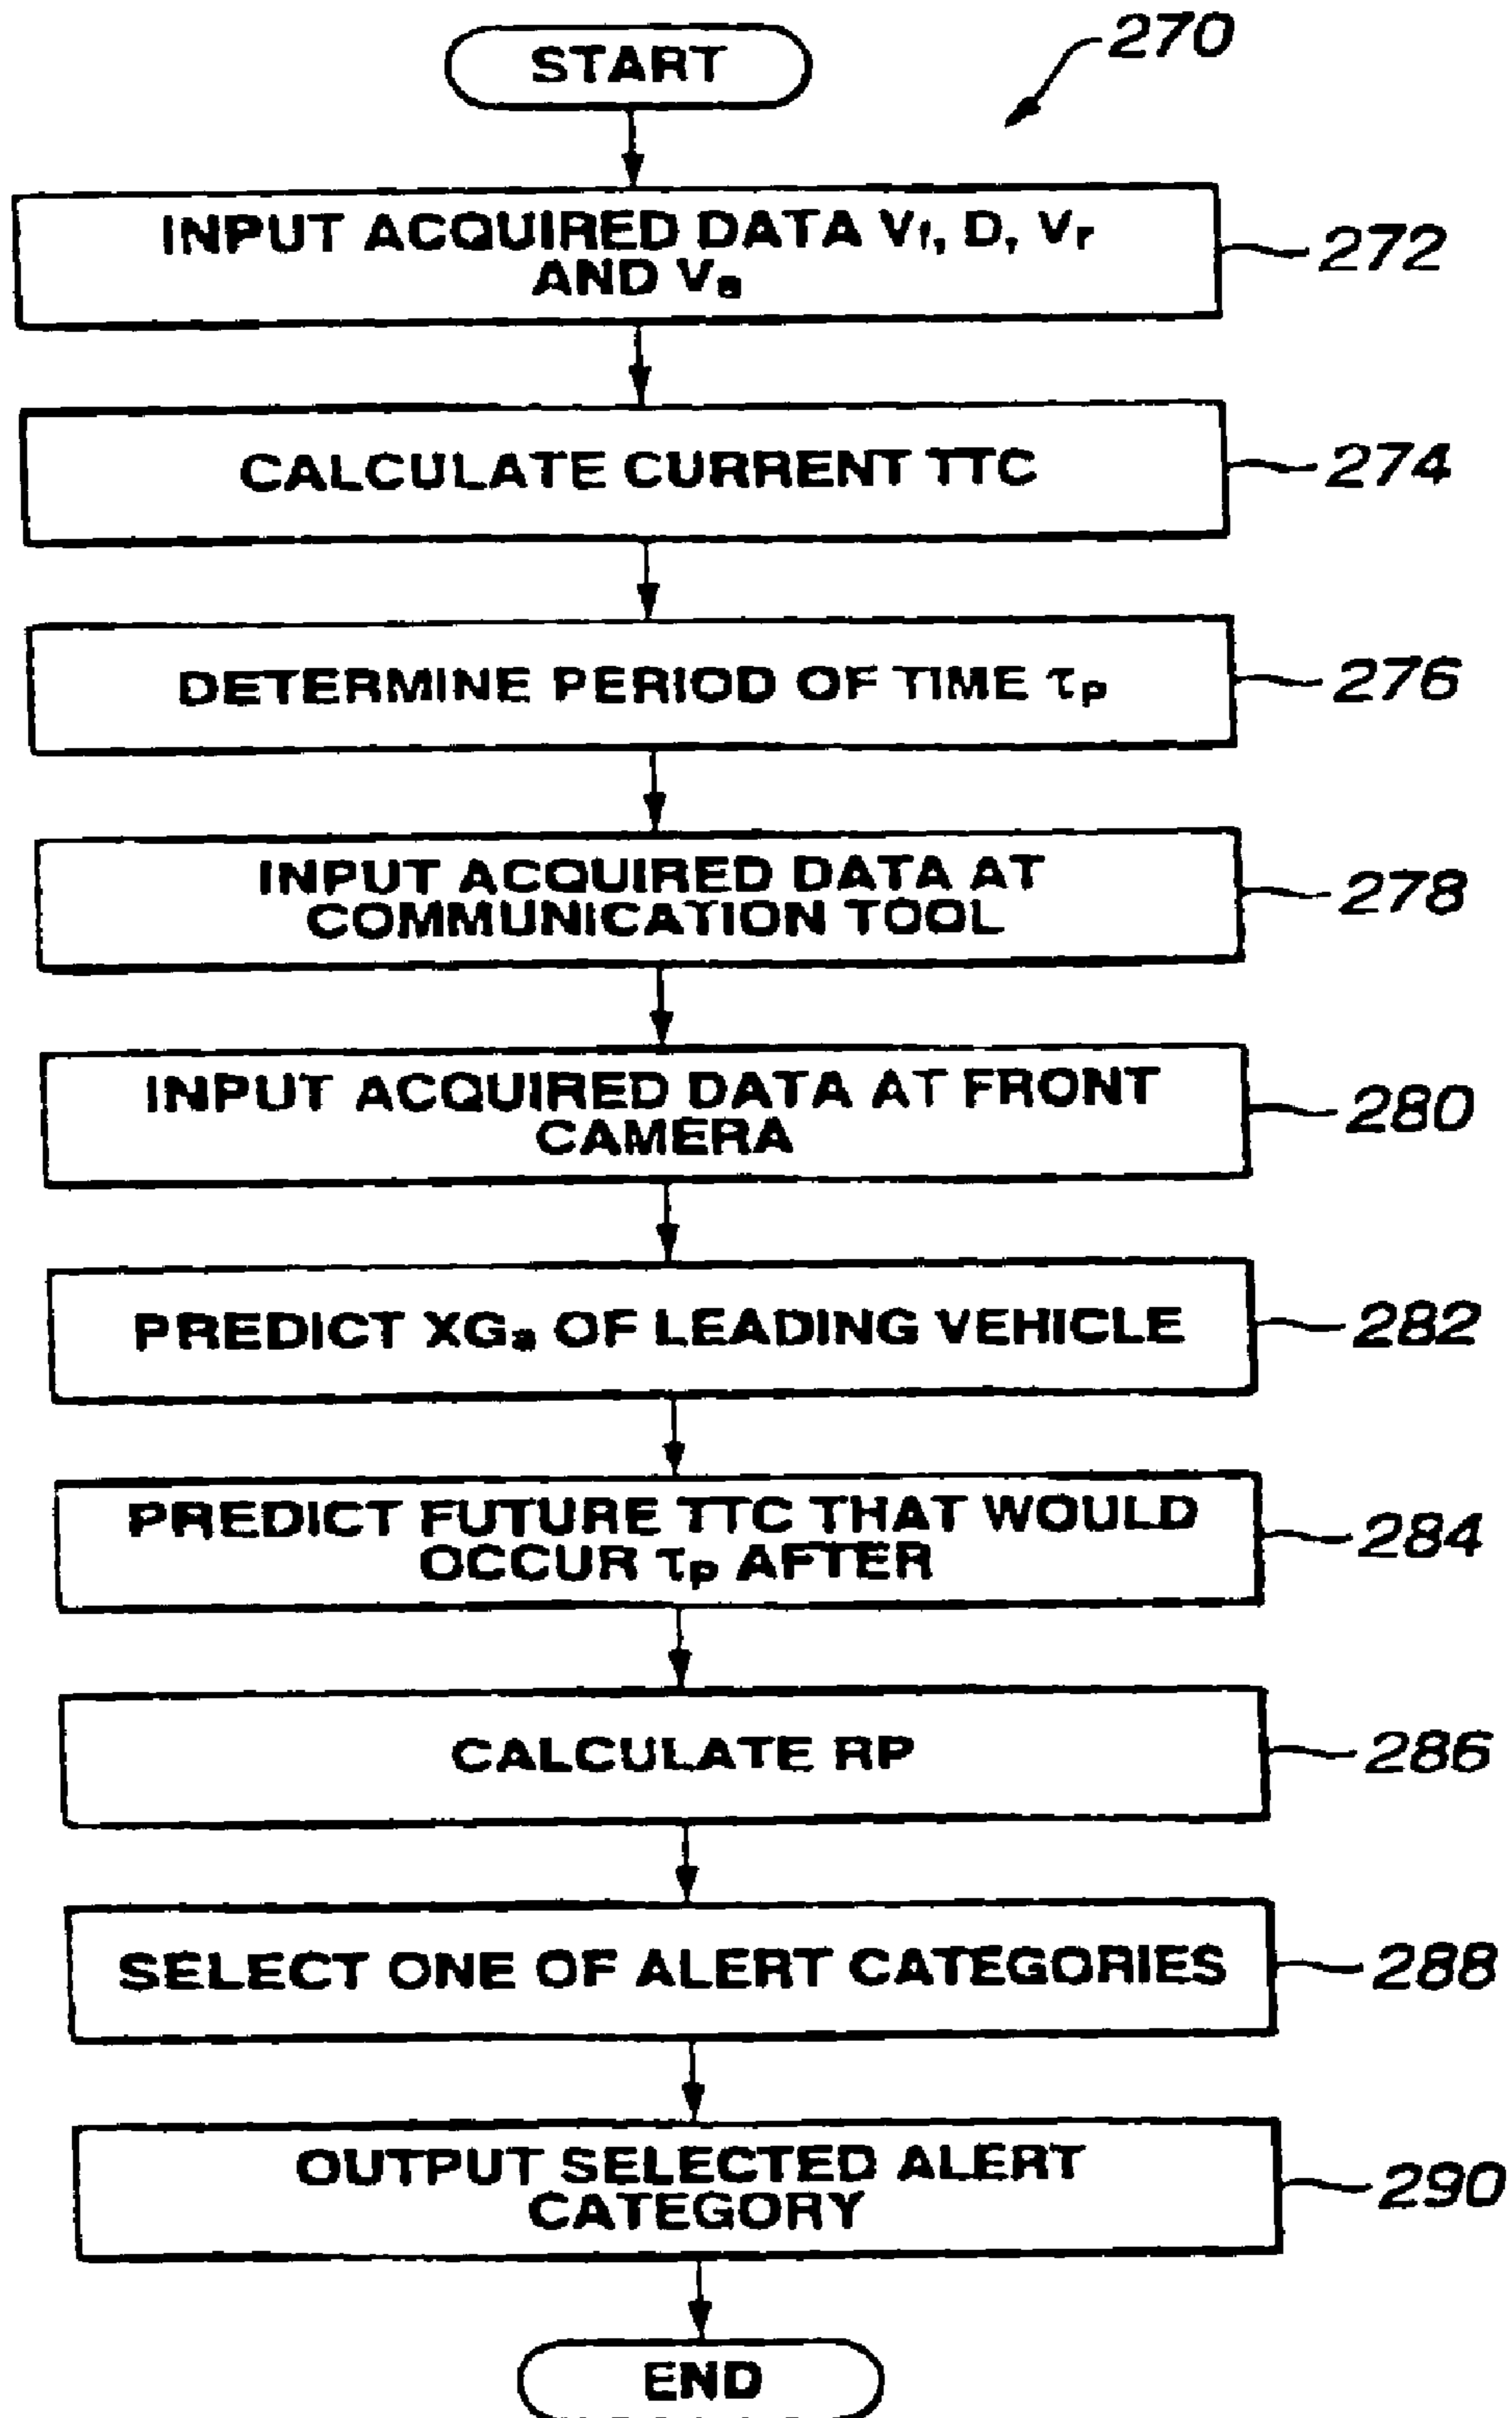 START
270
INPUT ACQUIRED DATA Vf, D, Vr
AND Va
272
CALCULATE CURRENT TTC
274
DETERMINE PERIOD OF TIME τp
276
INPUT ACQUIRED DATA AT
COMMUNICATION TOOL
278
INPUT ACQUIRED DATA AT FRONT
CAMERA
280
PREDICT XGa OF LEADING VEHICLE
282
PREDICT FUTURE TTC THAT WOULD
OCCUR τp AFTER
284
CALCULATE RP
286
SELECT ONE OF ALERT CATEGORIES
288
OUTPUT SELECTED ALERT
CATEGORY
290
END